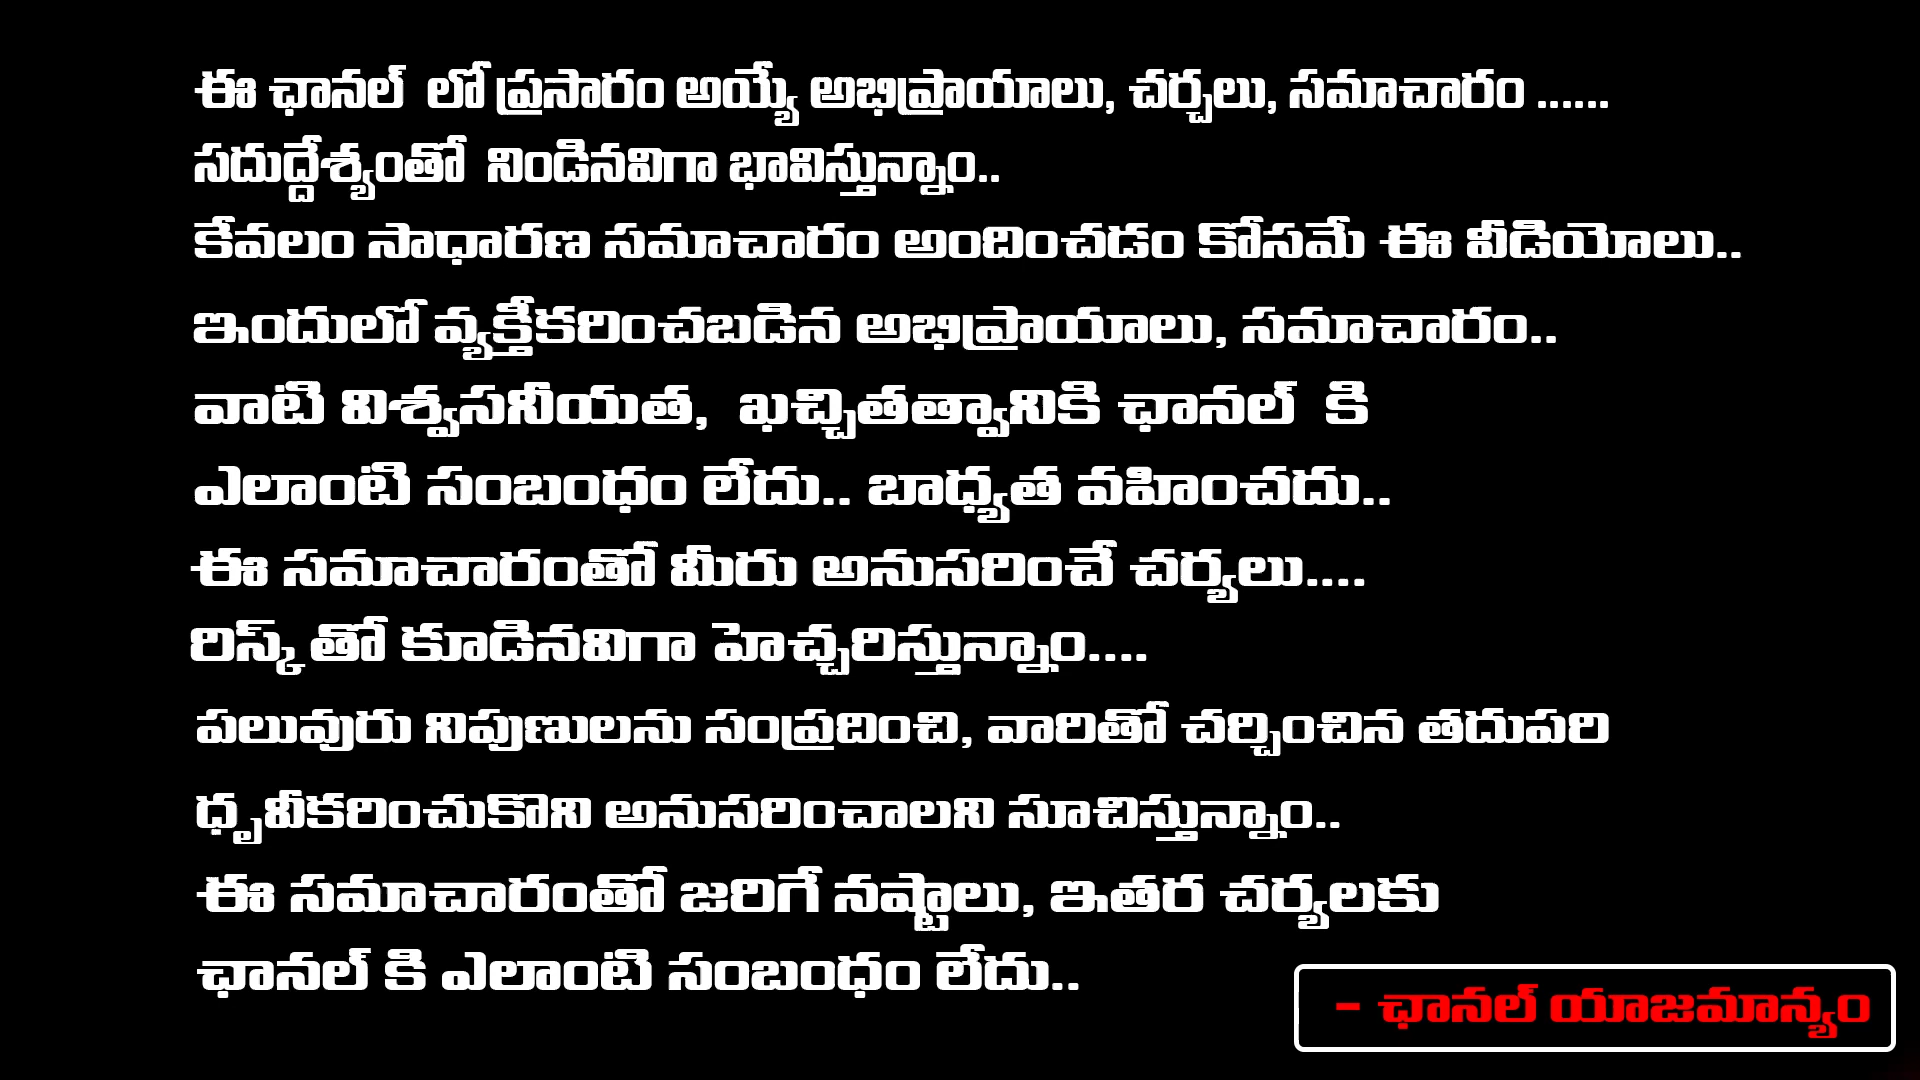 ఈ ఛానల్ లో ప్రసారం అయ్యే అభిప్రాయాలు, చర్చలు, సమాచారం ......
సదుద్దేశ్యంతో నిండినవిగా భావిస్తున్నాం..
కేవలం సాధారణ సమాచారం అందించడం కోసమే ఈ వీడియోలు..
ఇందులో వ్యక్తీకరించబడిన అభిప్రాయాలు, సమాచారం..
వాటి విశ్వసనీయత, ఖచ్చితత్వానికి ఛానల్ కి
ఎలాంటి సంబంధం లేదు.. బాధ్యత వహించదు..
ఈ సమాచారంతో మీరు అనుసరించే చర్యలు....
రిస్క్ తో కూడినవిగా హెచ్చరిస్తున్నాం....
పలువురు నిపుణులను సంప్రదించి, వారితో చర్చించిన తదుపరి
ధృవీకరించుకొని అనుసరించాలని సూచిస్తున్నాం..
ఈ సమాచారంతో జరిగే నష్టాలు, ఇతర చర్యలకు
ఛానల్ కి ఎలాంటి సంబంధం లేదు..
- ఛానల్ యాజమాన్యం